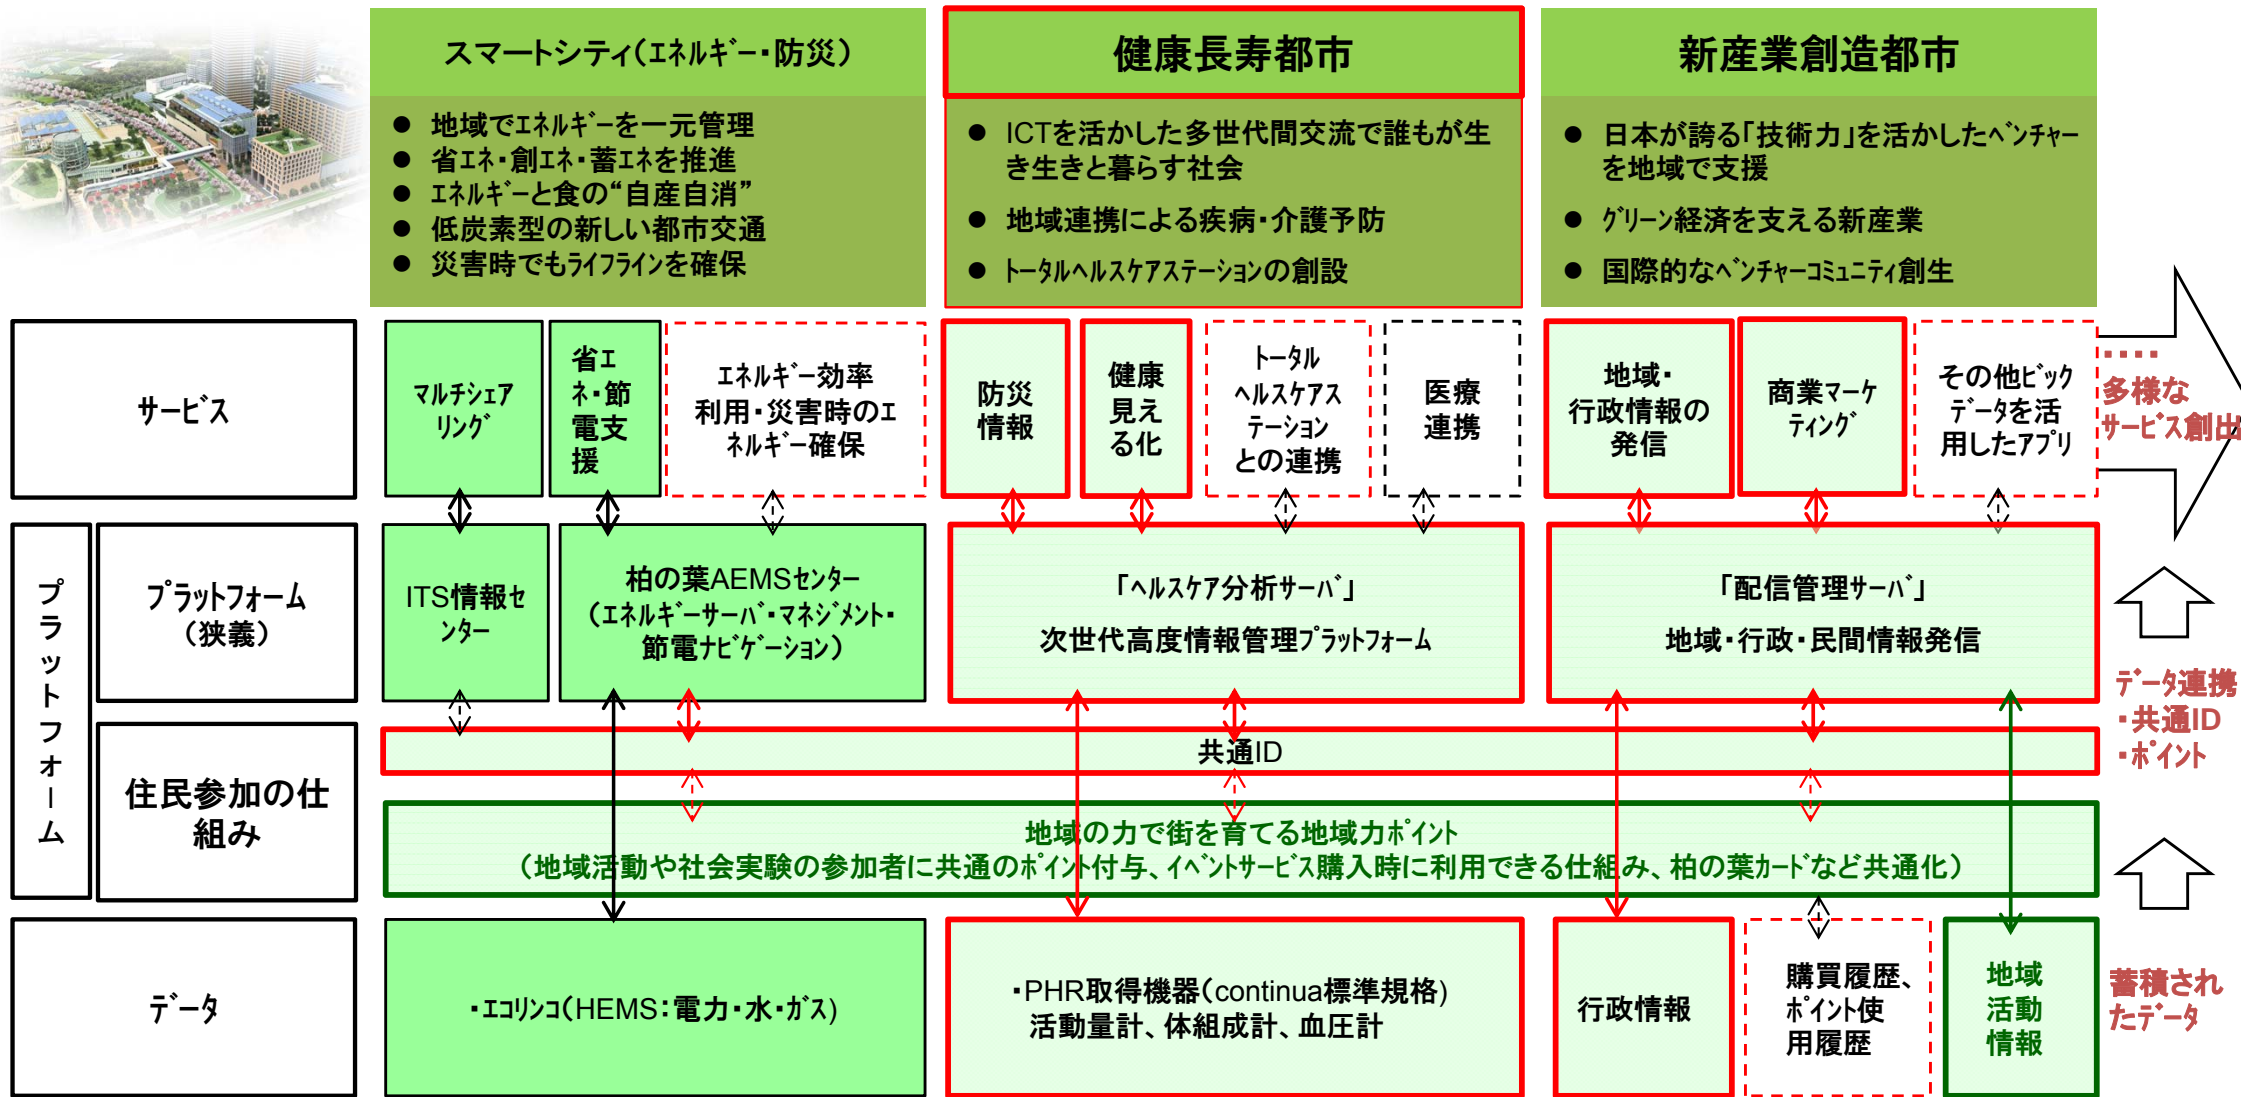 スマートシティ(エネルギー・防災)
● 地域でエネルギーを一元管理
● 省エネ・創エネ・蓄エネを推進
● エネルギーと食の“自産自消”
● 低炭素型の新しい都市交通
● 災害時でもライフラインを確保
健康長寿都市
● ICTを活かした多世代間交流で誰もが生
き生きと暮らす社会
● 地域連携による疾病・介護予防
● トータルヘルスケアステーションの創設
新産業創造都市
● 日本が誇る「技術力」を活かしたベンチャー
を地域で支援
● グリーン経済を支える新産業
● 国際的なベンチャーコミュニティ創生
サービス
マルチシェア
リング
省エ
ネ・節
電支
援
エネルギー効率
利用・災害時のエ
ネルギー確保
防災
情報
健康
見え
る化
トータル
ヘルスケアス
テーション
との連携
医療
連携
地域・
行政情報の
発信
商業マーケ
ティング
その他ビック
データを活
用したアプリ
・・・・
多様な
サービス創出
プラットフォーム
プラットフォーム
(狭義)
ITS情報セ
ンター
柏の葉AEMSセンター
(エネルギーサーバ・マネジメント・
節電ナビゲーション)
「ヘルスケア分析サーバ」
次世代高度情報管理プラットフォーム
「配信管理サーバ」
地域・行政・民間情報発信
データ連携
・共通ID
・ポイント
住民参加の仕
組み
共通ID
地域の力で街を育てる地域力ポイント
(地域活動や社会実験の参加者に共通のポイント付与、イベントサービス購入時に利用できる仕組み、柏の葉カードなど共通化)
データ
・エコリンコ(HEMS:電力・水・ガス)
・PHR取得機器(continua標準規格)
活動量計、体組成計、血圧計
行政情報
購買履歴、
ポイント使
用履歴
地域
活動
情報
蓄積され
たデータ